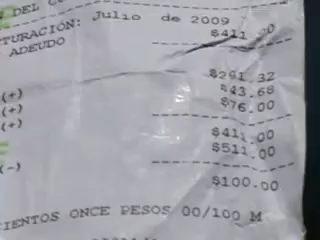 DEL
TURACIÓN: Julio de 2009
ADEUDO $411.00
$291.32
(+) $43.68
(+) $76.00
(+)
$411.00
$511.00
(-)
$100.00
CIENTOS ONCE PESOS 00/100 M